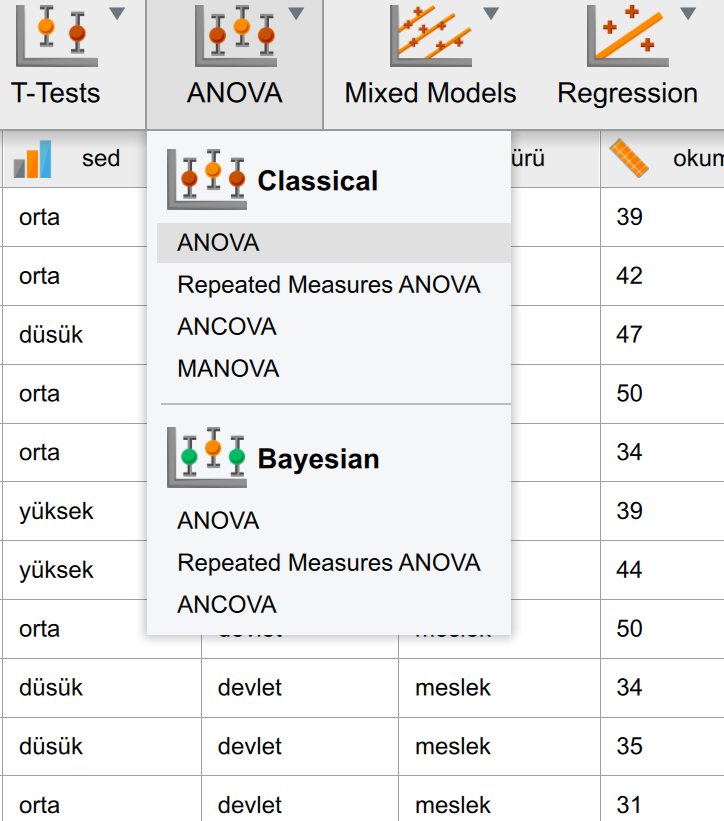 T-Tests ANOVA Mixed Models Regression
sed ürü okum
Classical
orta 39
ANOVA
orta Repeated Measures ANOVA 42
ANCOVA
düsük 47
MANOVA
orta 50
orta Bayesian 34
yüksek ANOVA 39
yüksek Repeated Measures ANOVA 44
ANCOVA
orta devlet meslek 50
düsük devlet meslek 34
düsük devlet meslek 35
orta devlet meslek 31